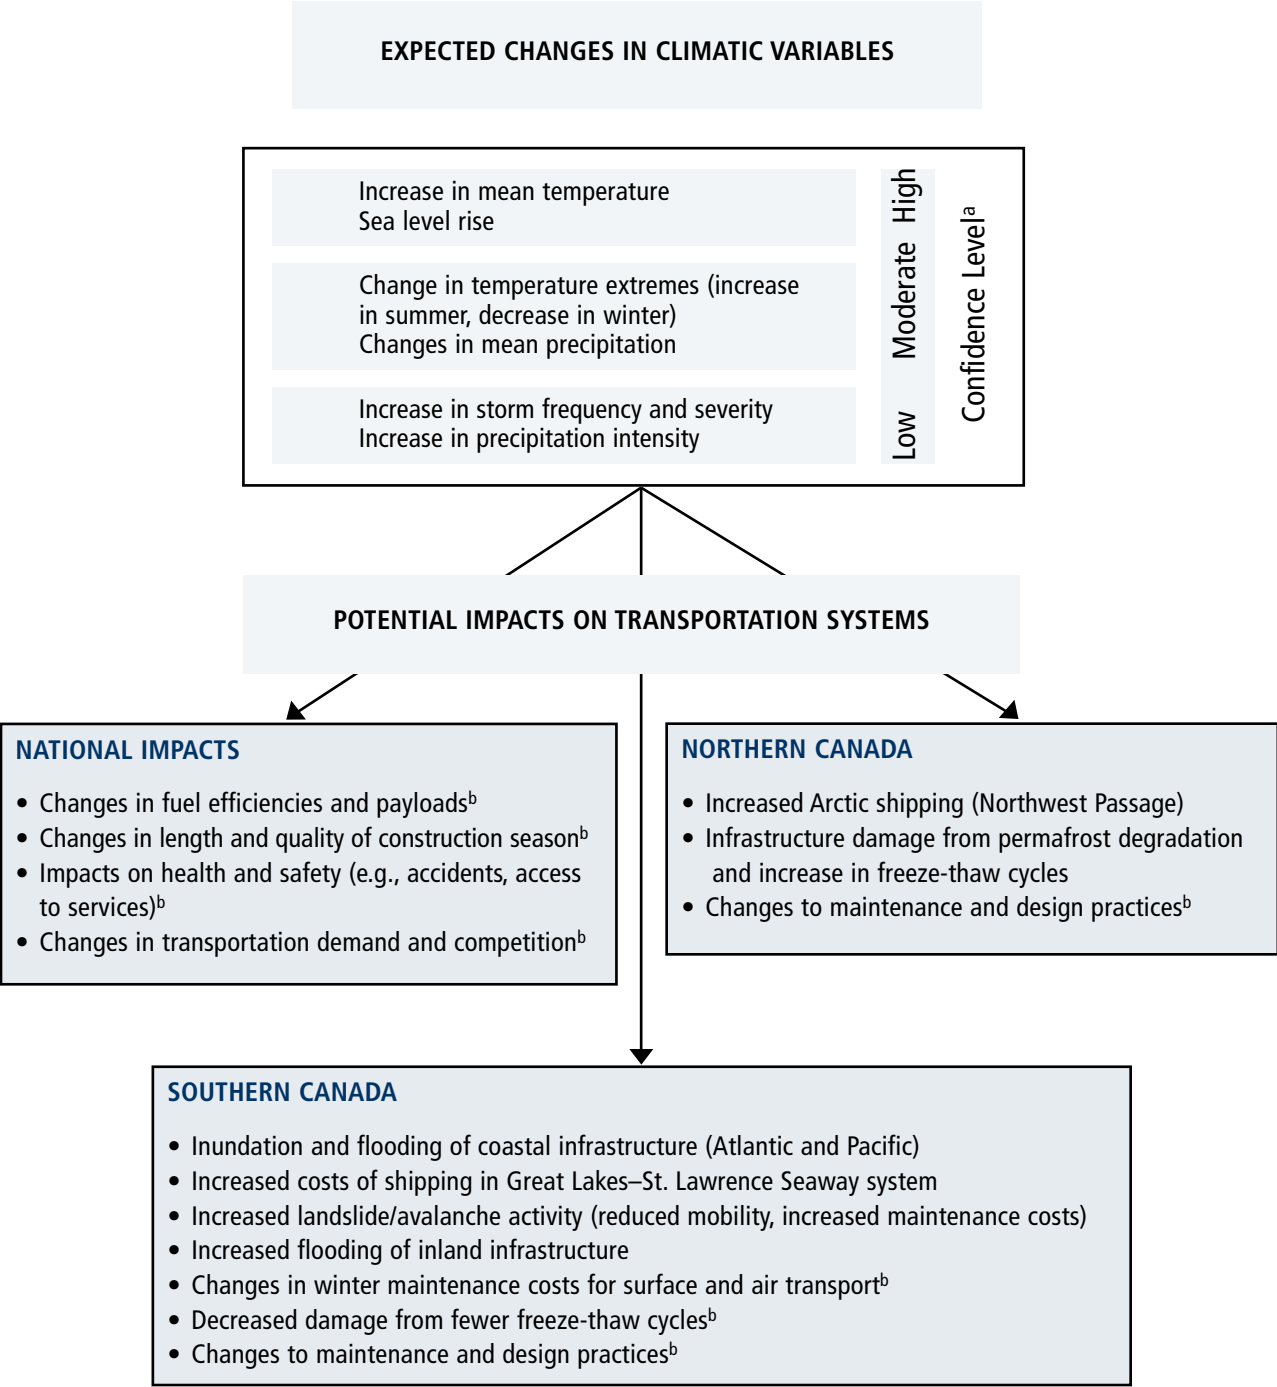 EXPECTED CHANGES IN CLIMATIC VARIABLES
Increase in mean temperature
Sea level rise
Change in temperature extremes (increase
in summer, decrease in winter)
Changes in mean precipitation
Increase in storm frequency and severity
Increase in precipitation intensity
High
Moderate
Low
Confidence Levelᵃ
POTENTIAL IMPACTS ON TRANSPORTATION SYSTEMS
NATIONAL IMPACTS
• Changes in fuel efficiencies and payloadsᵇ
• Changes in length and quality of construction seasonᵇ
• Impacts on health and safety (e.g., accidents, access
to services)ᵇ
• Changes in transportation demand and competitionᵇ
NORTHERN CANADA
• Increased Arctic shipping (Northwest Passage)
• Infrastructure damage from permafrost degradation
and increase in freeze-thaw cycles
• Changes to maintenance and design practicesᵇ
SOUTHERN CANADA
• Inundation and flooding of coastal infrastructure (Atlantic and Pacific)
• Increased costs of shipping in Great Lakes–St. Lawrence Seaway system
• Increased landslide/avalanche activity (reduced mobility, increased maintenance costs)
• Increased flooding of inland infrastructure
• Changes in winter maintenance costs for surface and air transportᵇ
• Decreased damage from fewer freeze-thaw cyclesᵇ
• Changes to maintenance and design practicesᵇ